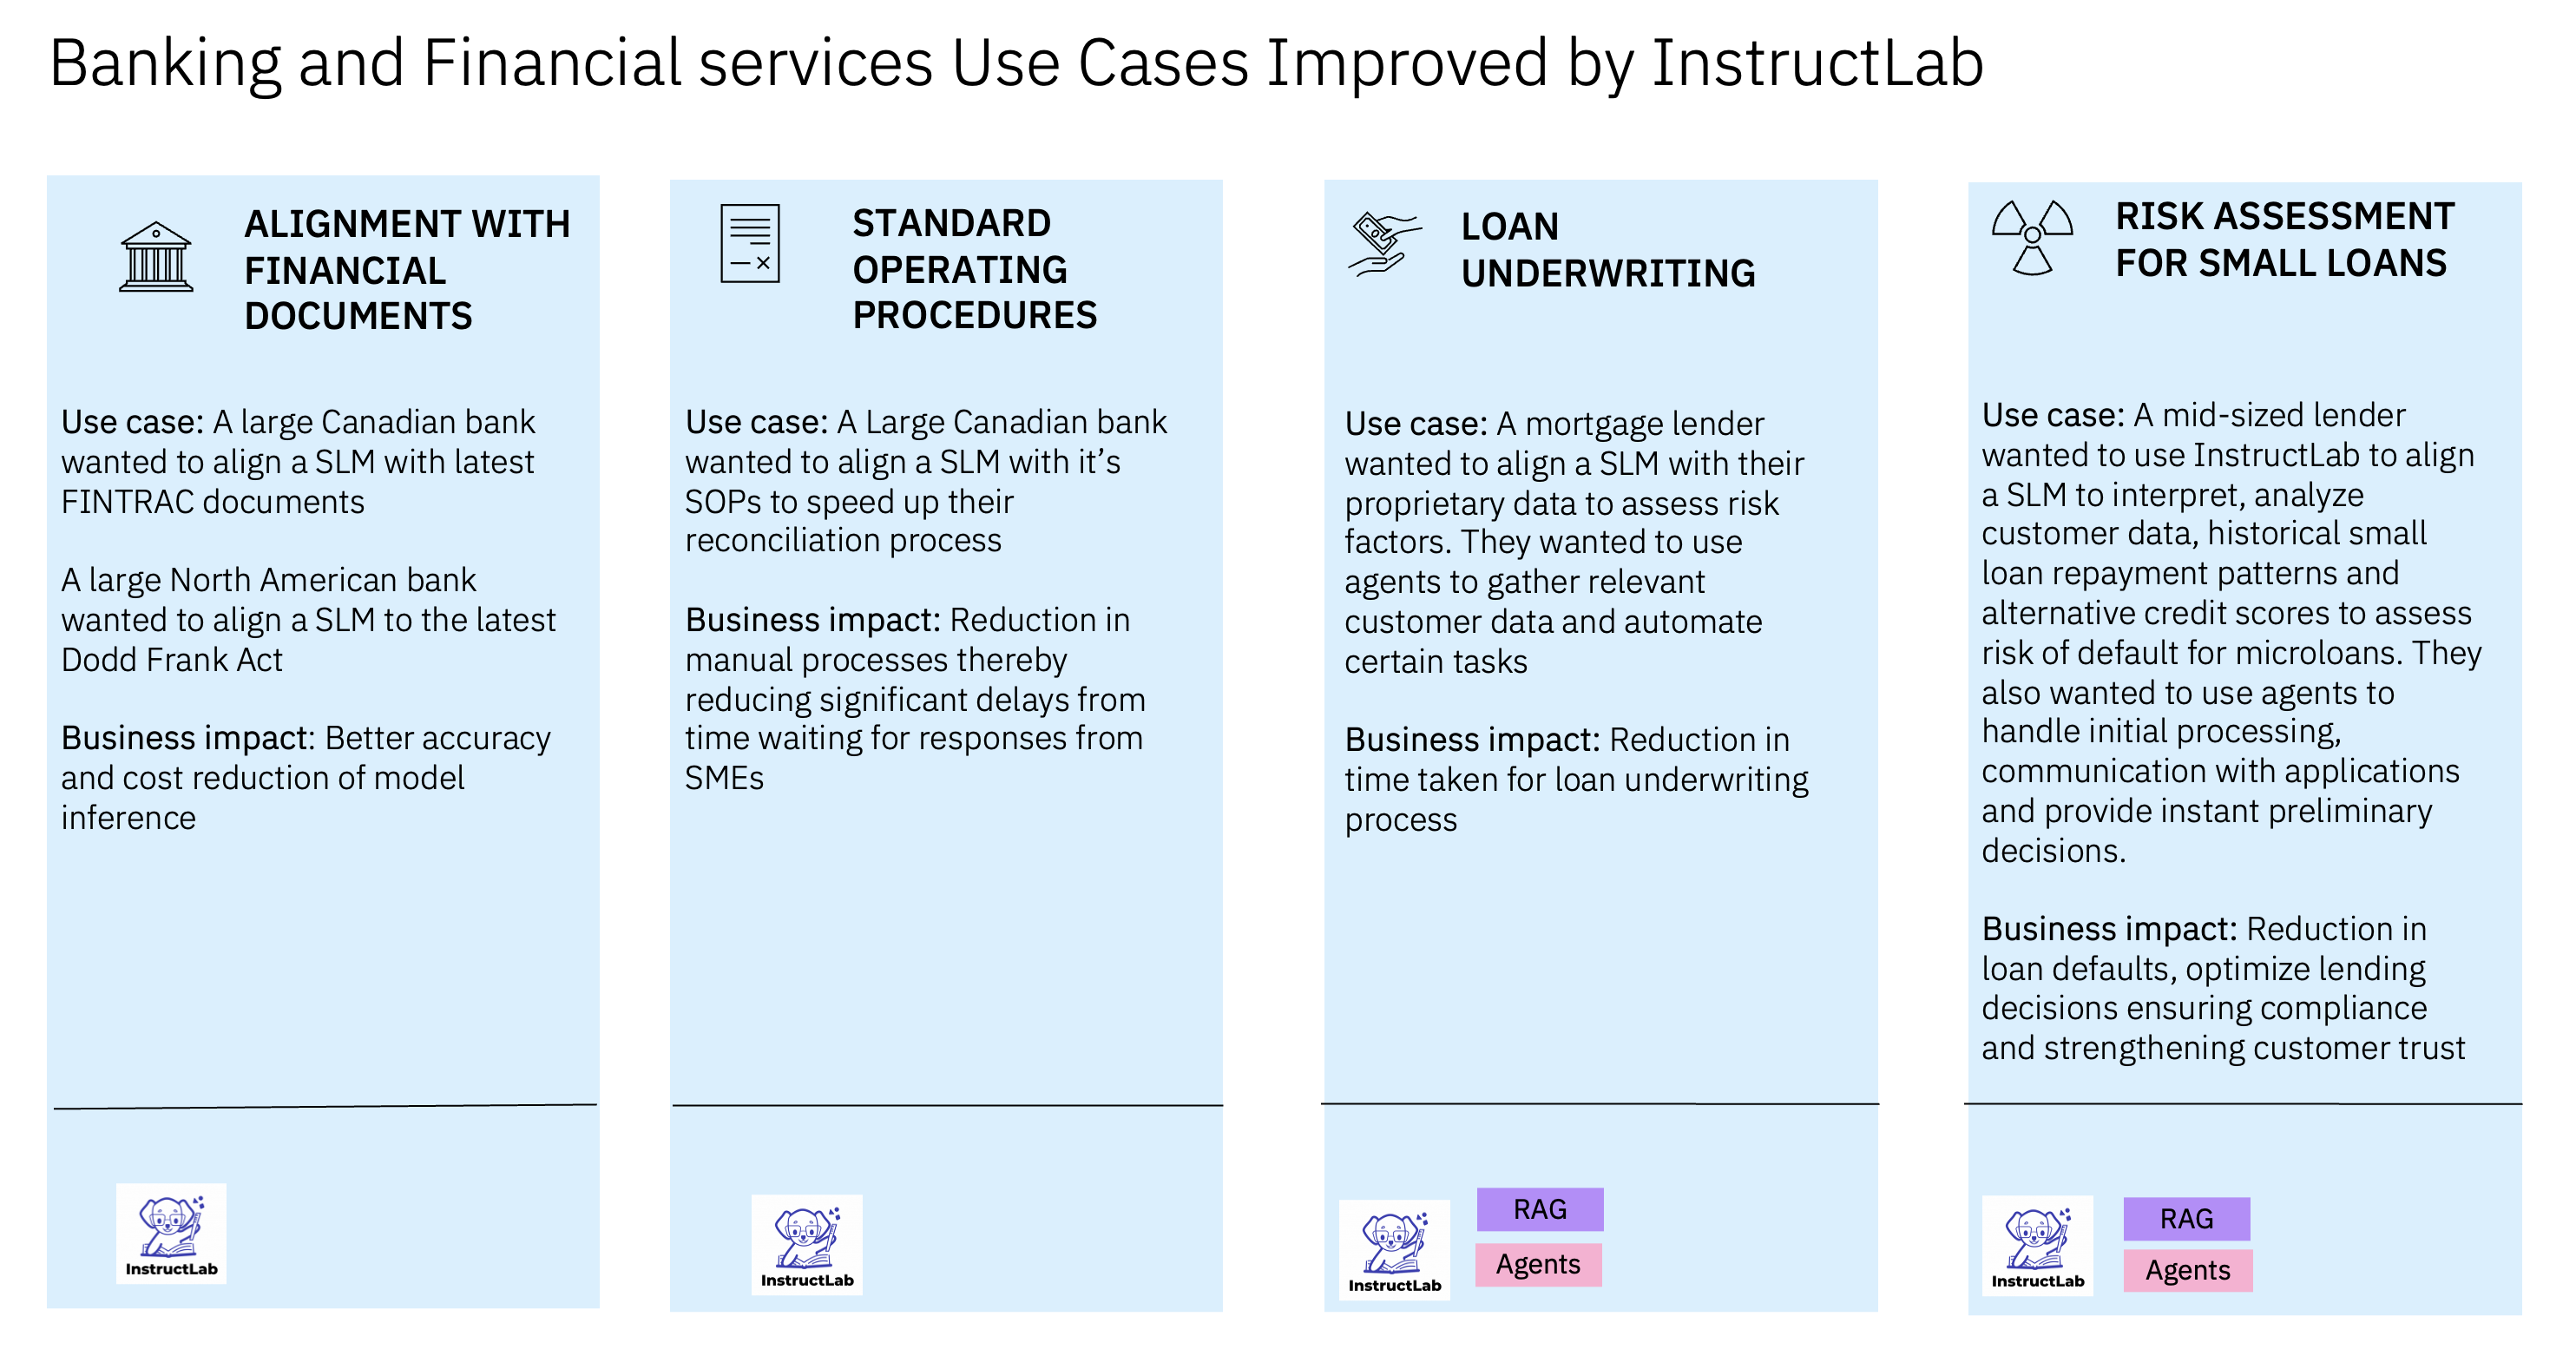 Banking and Financial services Use Cases Improved by InstructLab
ALIGNMENT WITH
FINANCIAL
DOCUMENTS
Use case: A large Canadian bank
wanted to align a SLM with latest
FINTRAC documents
A large North American bank
wanted to align a SLM to the latest
Dodd Frank Act
Business impact: Better accuracy
and cost reduction of model
inference
InstructLab
STANDARD
OPERATING
PROCEDURES
Use case: A Large Canadian bank
wanted to align a SLM with it’s
SOPs to speed up their
reconciliation process
Business impact: Reduction in
manual processes thereby
reducing significant delays from
time waiting for responses from
SMEs
InstructLab
LOAN
UNDERWRITING
Use case: A mortgage lender
wanted to align a SLM with their
proprietary data to assess risk
factors. They wanted to use
agents to gather relevant
customer data and automate
certain tasks
Business impact: Reduction in
time taken for loan underwriting
process
InstructLab
RAG
Agents
RISK ASSESSMENT
FOR SMALL LOANS
Use case: A mid-sized lender
wanted to use InstructLab to align
a SLM to interpret, analyze
customer data, historical small
loan repayment patterns and
alternative credit scores to assess
risk of default for microloans. They
also wanted to use agents to
handle initial processing,
communication with applications
and provide instant preliminary
decisions.
Business impact: Reduction in
loan defaults, optimize lending
decisions ensuring compliance
and strengthening customer trust
InstructLab
RAG
Agents